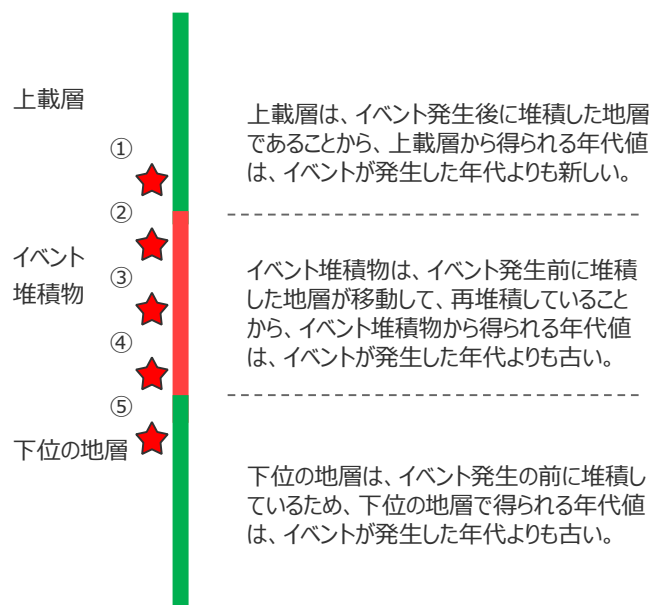 上載層
上載層は、イベント発生後に堆積した地層
であることから、上載層から得られる年代値
は、イベントが発生した年代よりも新しい。
①
②
イベント
堆積物
③
イベント堆積物は、イベント発生前に堆積
した地層が移動して、再堆積していること
から、イベント堆積物から得られる年代値
は、イベントが発生した年代よりも古い。
④
⑤
下位の地層
下位の地層は、イベント発生の前に堆積し
ているため、下位の地層で得られる年代値
は、イベントが発生した年代よりも古い。